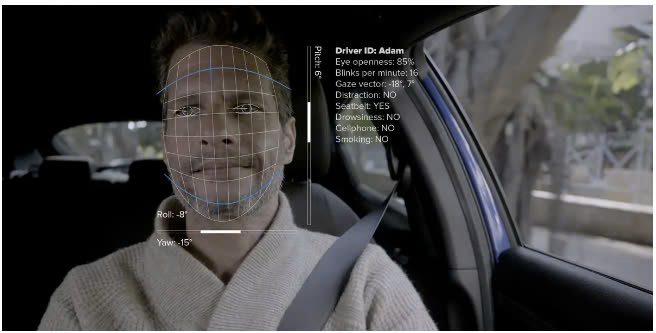 Pitch: 6°
Driver ID: Adam
Eye openness: 85%
Blinks per minute: 16
Gaze vector: -18°, 7°
Distraction: NO
Seatbelt: YES
Drowsiness: NO
Cellphone: NO
Smoking: NO
Roll: -8°
Yaw: -15°